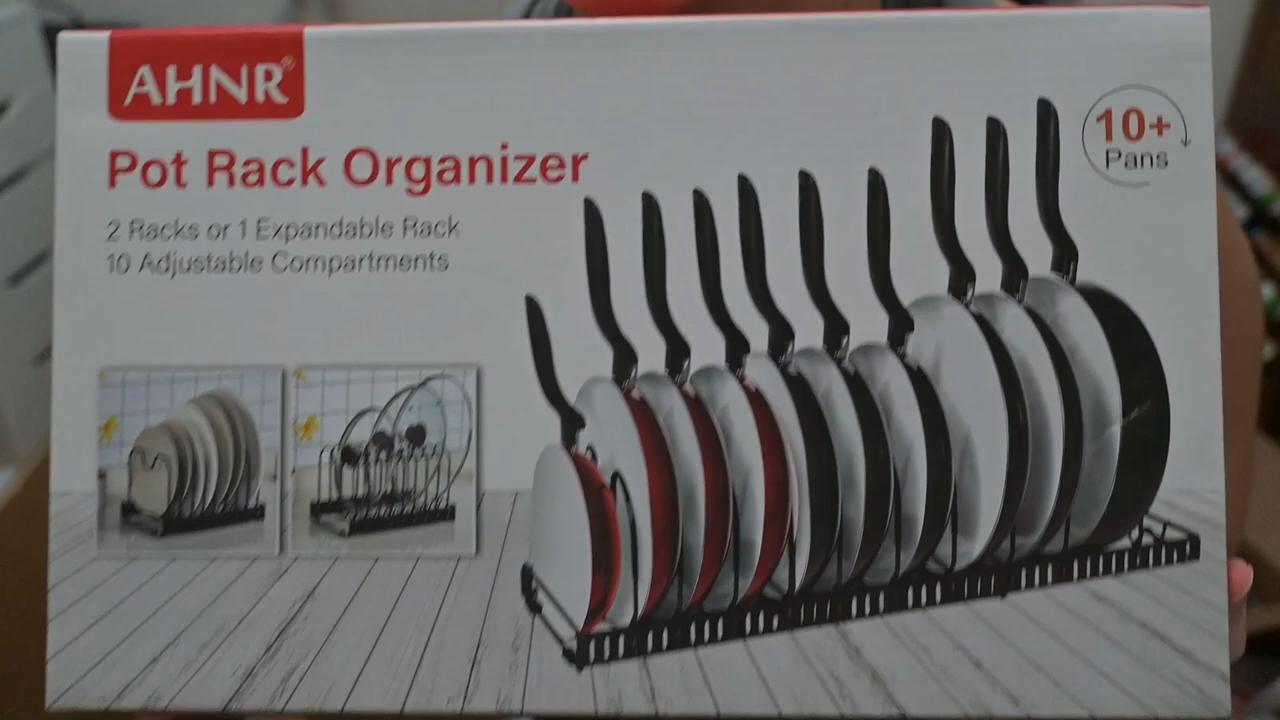 AHNR®
Pot Rack Organizer
2 Racks or 1 Expandable Rack
10 Adjustable Compartments
10+
Pans